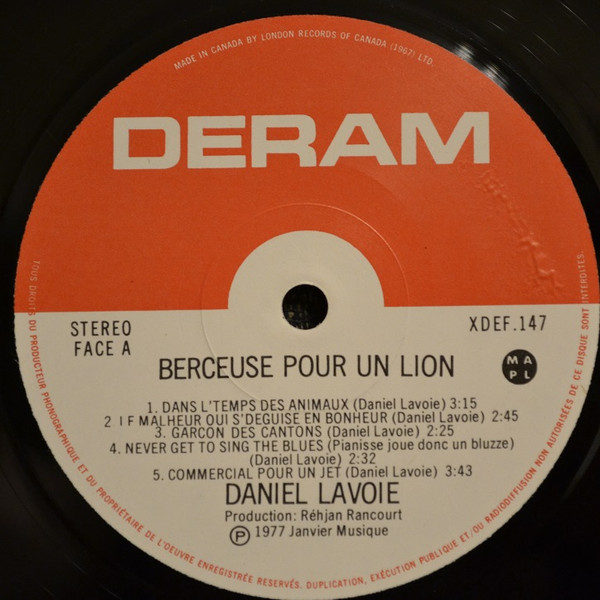 MADE IN CANADA BY LONDON RECORDS OF CANADA (1967) LTD.
DERAM
STEREO
FACE A
XDEF.147
BERCEUSE POUR UN LION
M A
P L
1. DANS L'TEMPS DES ANIMAUX (Daniel Lavoie) 3:15
2 I F MALHEUR QUI S'DEGUISE EN BONHEUR (Daniel Lavoie) 2:45
3. GARCON DES CANTONS (Daniel Lavoie) 2:25
4. NEVER GET TO SING THE BLUES (Pianisse joue donc un bluzze)
(Daniel Lavoie) 2:32
5. COMMERCIAL POUR UN JET (Daniel Lavoie) 3:43
DANIEL LAVOIE
Production: Réhjan Rancourt
℗ 1977 Janvier Musique
TOUS DROITS DU PRODUCTEUR PHONOGRAPHIQUE ET DU PROPRIÉTAIRE DE L'OEUVRE ENREGISTRÉE RÉSERVÉS. DUPLICATION, EXÉCUTION PUBLIQUE ET/OU RADIODIFFUSION NON AUTORISÉES DE CE DISQUE SONT INTERDITES.